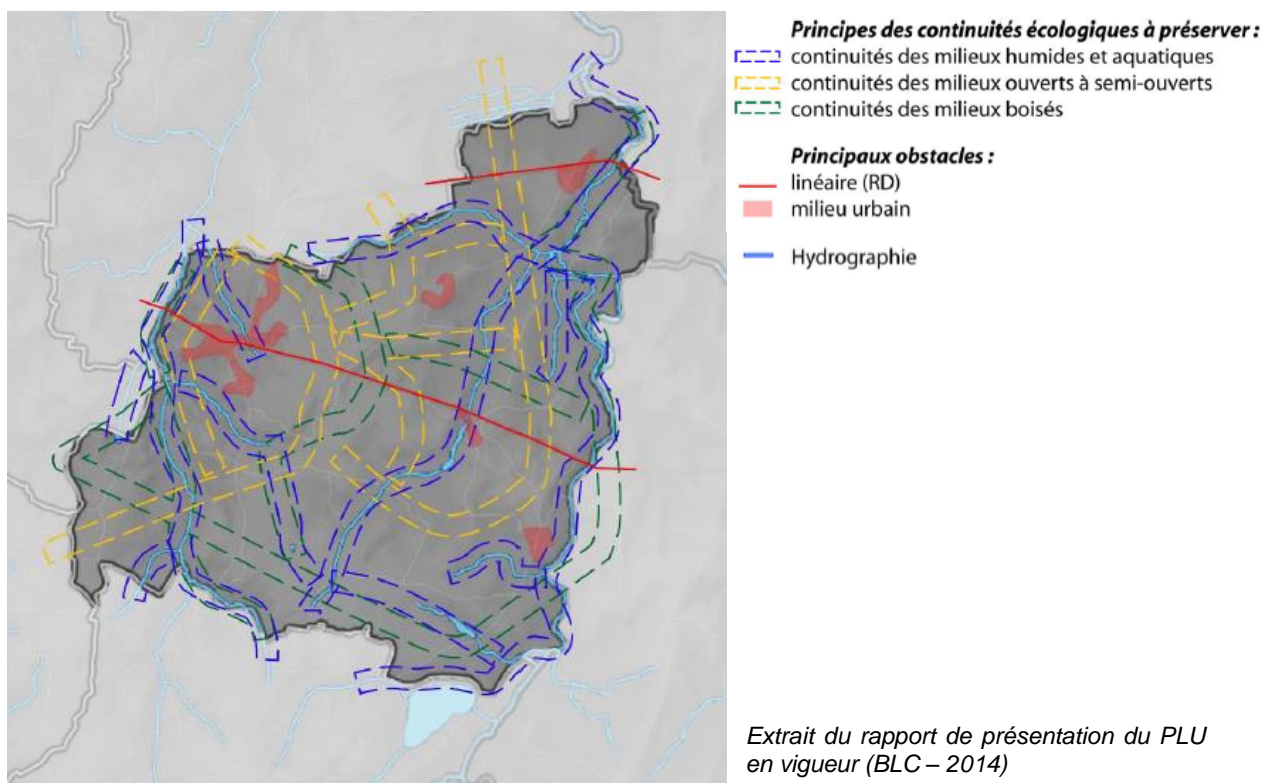 Principes des continuités écologiques à préserver :
continuités des milieux humides et aquatiques
continuités des milieux ouverts à semi-ouverts
continuités des milieux boisés
Principaux obstacles :
linéaire (RD)
milieu urbain
Hydrographie
Extrait du rapport de présentation du PLU
en vigueur (BLC – 2014)